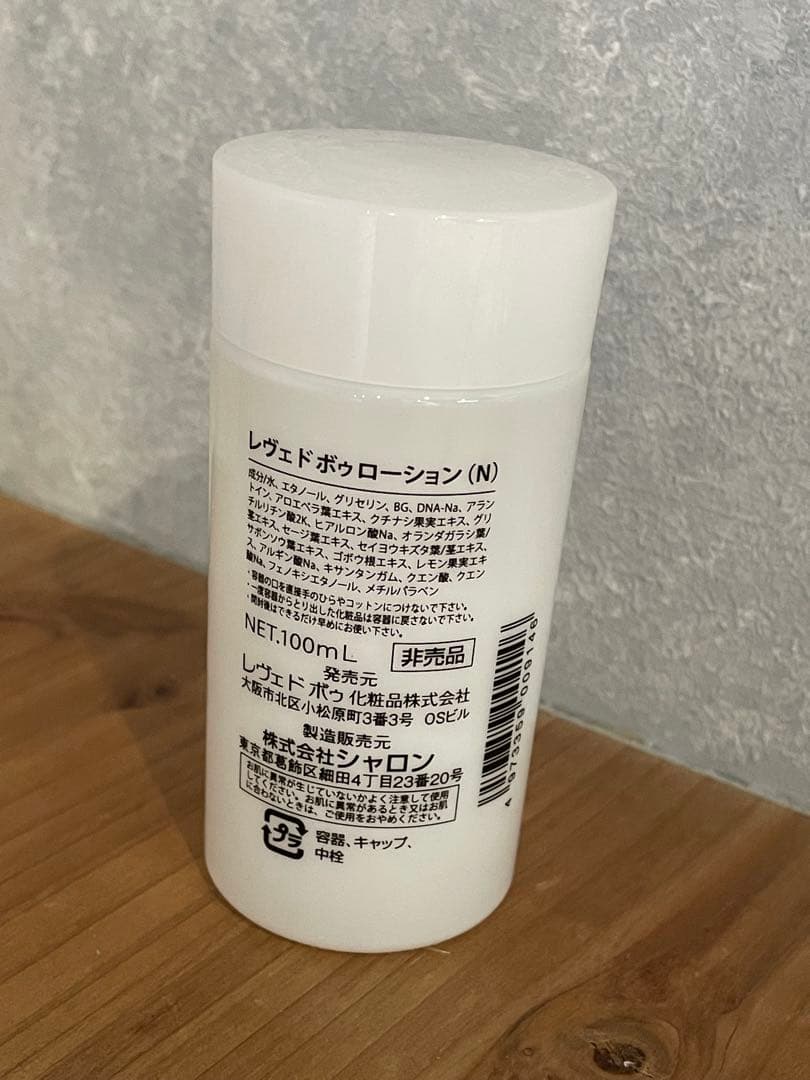 レヴェド ボゥ ローション (N)
成分/水、エタノール、グリセリン、BG、DNA-Na、アラン
トイン、アロエベラ葉エキス、クチナシ果実エキス、グリ
チルリチン酸2K、ヒアルロン酸Na、オランダガラシ葉/
茎エキス、セージ葉エキス、セイヨウキズタ葉/茎エキス、
サボンソウ葉エキス、ゴボウ根エキス、レモン果実エキ
ス、アルギン酸Na、キサンタンガム、クエン酸、クエン
酸Na、フェノキシエタノール、メチルパラベン
・容器の口を直接手のひらやコットンにつけないで下さい。
・一度容器からとり出した化粧品は容器に戻さないで下さい。
・開封後はできるだけ早めにお使い下さい。
NET.100mL 非売品
発売元
レヴェド ボゥ 化粧品株式会社
大阪市北区小松原町3番3号 OSビル
製造販売元
株式会社シャロン
東京都葛飾区細田4丁目23番20号
お肌に異常が生じていないかよく注意して使用
してください。お肌に異常があるとき又はお肌
に合わないときは、ご使用をおやめください。
プラ 容器、キャップ、
中栓
4 973359 009146